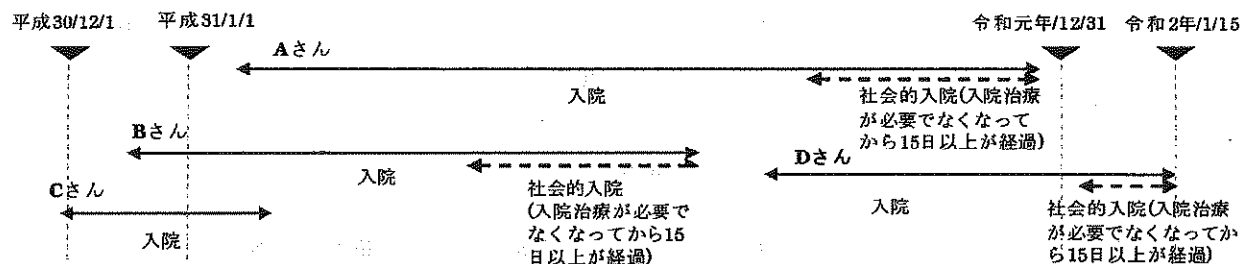 平成30/12/1
平成31/1/1
令和元年/12/31
令和2年/1/15
Aさん
入院
社会的入院(入院治療
が必要でなくなって
から15日以上が経過)
Bさん
入院
社会的入院
(入院治療が必要で
なくなってから15
日以上が経過)
Cさん
入院
Dさん
入院
社会的入院(入院治療
が必要でなくなってか
ら15日以上が経過)